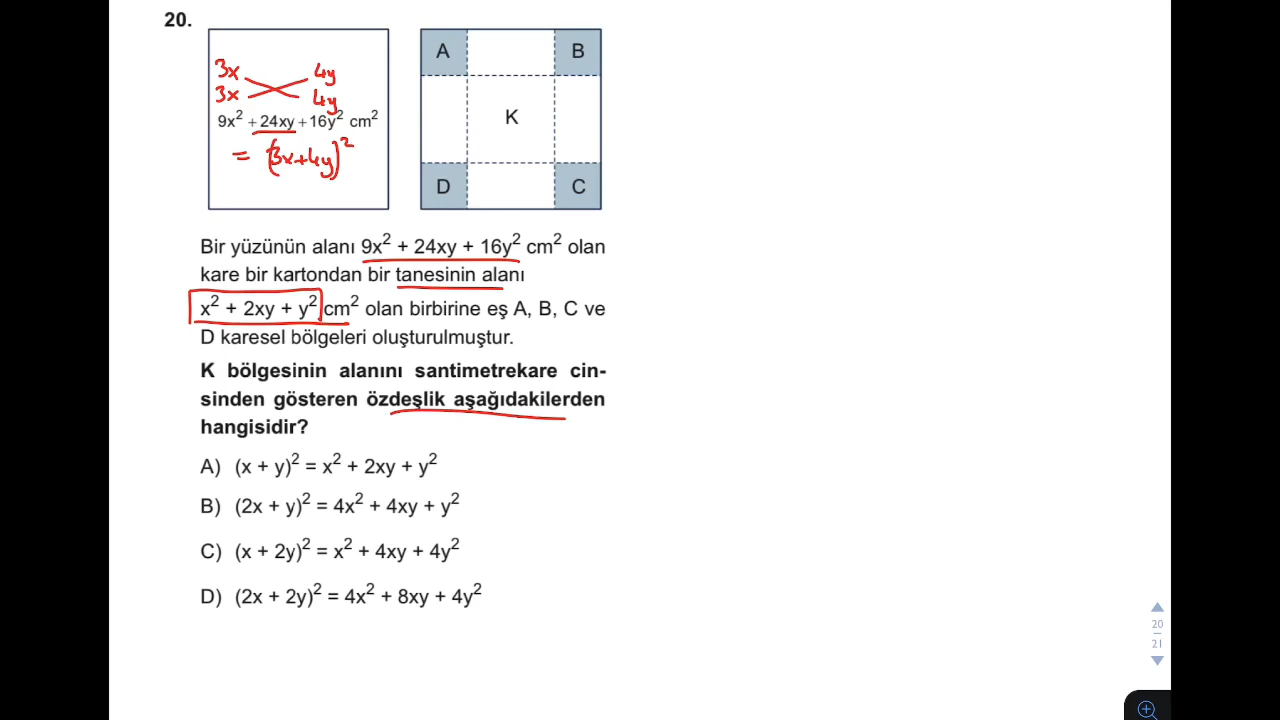 20.
3x 4y
3x 4y
9x² + 24xy + 16y² cm²
= (3x+4y)²
A B
K
D C
Bir yüzünün alanı 9x² + 24xy + 16y² cm² olan
kare bir kartondan bir tanesinin alanı
x² + 2xy + y² cm² olan birbirine eş A, B, C ve
D karesel bölgeleri oluşturulmuştur.
K bölgesinin alanını santimetrekare cin-
sinden gösteren özdeşlik aşağıdakilerden
hangisidir?
A) (x + y)² = x² + 2xy + y²
B) (2x + y)² = 4x² + 4xy + y²
C) (x + 2y)² = x² + 4xy + 4y²
D) (2x + 2y)² = 4x² + 8xy + 4y²
20
21